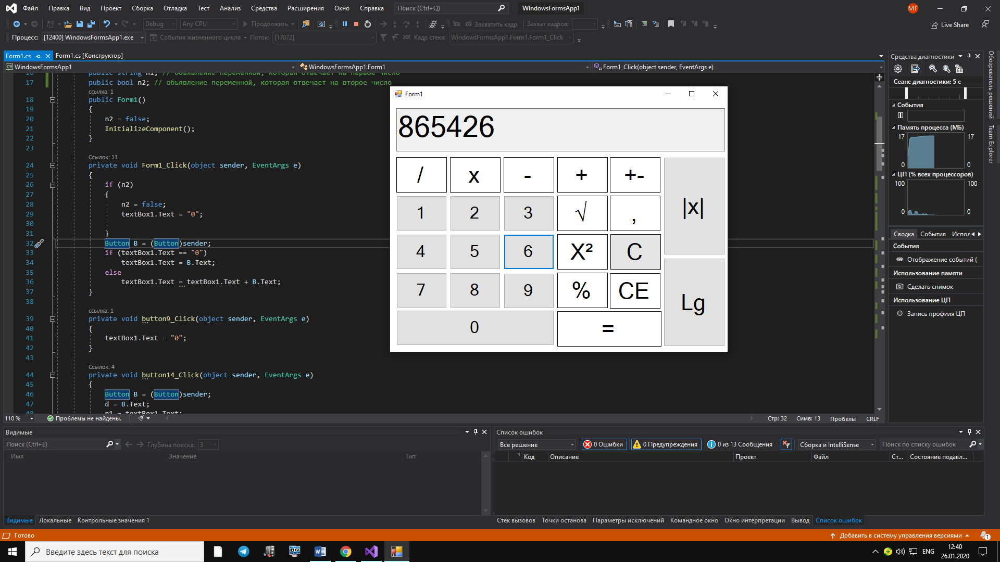 Файл Правка Вид Проект Сборка Отладка Тест Анализ Средства Расширения Окно Справка Поиск (Ctrl+Q) WindowsFormsApp1 МГ
Debug Any CPU Продолжить Захватить кадр Захват кадров: Live Share
Процесс: [12400] WindowsFormsApp1.exe События жизненного цикла Поток: [17072] Кадр стека: WindowsFormsApp1.Form1.Form1_Click
Form1.cs Form1.cs [Конструктор]
WindowsFormsApp1 WindowsFormsApp1.Form1 Form1_Click(object sender, EventArgs e)
16 public string n1; // объявление переменной, которая отвечает на первое число
17 public bool n2; // объявление переменной, которая отвечает на второе число
ссылка: 1
18 public Form1()
19 {
20 n2 = false;
21 InitializeComponent();
22 }
23
Ссылок: 11
24 private void Form1_Click(object sender, EventArgs e)
25 {
26 if (n2)
27 {
28 n2 = false;
29 textBox1.Text = "0";
30
31 }
32 Button B = (Button)sender;
33 if (textBox1.Text == "0")
34 textBox1.Text = B.Text;
35 else
36 textBox1.Text = textBox1.Text + B.Text;
37 }
38
ссылка: 1
39 private void button9_Click(object sender, EventArgs e)
40 {
41 textBox1.Text = "0";
42 }
43
Ссылок: 4
44 private void button14_Click(object sender, EventArgs e)
45 {
46 Button B = (Button)sender;
47 d = B.Text;
48 n1 = textBox1.Text;
110 % Проблемы не найдены. Стр: 32 Симв: 13 Пробелы CRLF
Form1
865426
/ x - + +-
1 2 3 √ , |x|
4 5 6 X² C
7 8 9 % CE Lg
0 =
Средства диагностики
Сеанс диагностики: 5 с
События
Память процесса (МБ)
17 17
0 0
ЦП (% всех процессоров)
100 100
0 0
Сводка События Испол
События
Отображение событий (
Использование памяти
Сделать снимок
Использование ЦП
Запись профиля ЦП
Обозреватель решений
Team Explorer
Видимые
Поиск (Ctrl+E) Глубина поиска: 3
Имя Значение Тип
Видимые Локальные Контрольные значения 1
Список ошибок
Все решение 0 Ошибки 0 Предупреждения 0 из 13 Сообщения Сборка и IntelliSense Поиск по списку ошибок
Код Описание Проект Файл Ст... Состояние подавл...
Стек вызовов Точки останова Параметры исключений Командное окно Окно интерпретации Вывод Список ошибок
Готово Добавить в систему управления версиями 1
Введите здесь текст для поиска ENG 12:40
26.01.2020